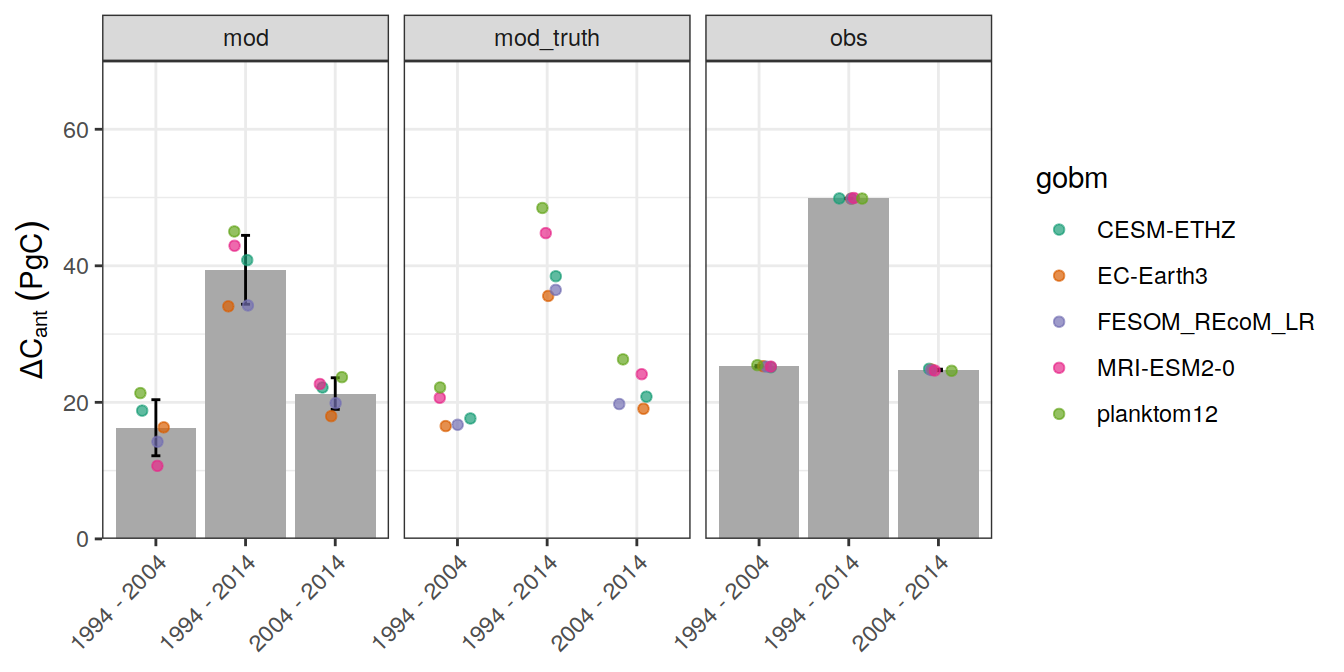 mod
mod_truth
obs
ΔCant (PgC)
60
40
20
0
1994 - 2004
1994 - 2014
2004 - 2014
1994 - 2004
1994 - 2014
2004 - 2014
1994 - 2004
1994 - 2014
2004 - 2014
gobm
CESM-ETHZ
EC-Earth3
FESOM_REcoM_LR
MRI-ESM2-0
planktom12